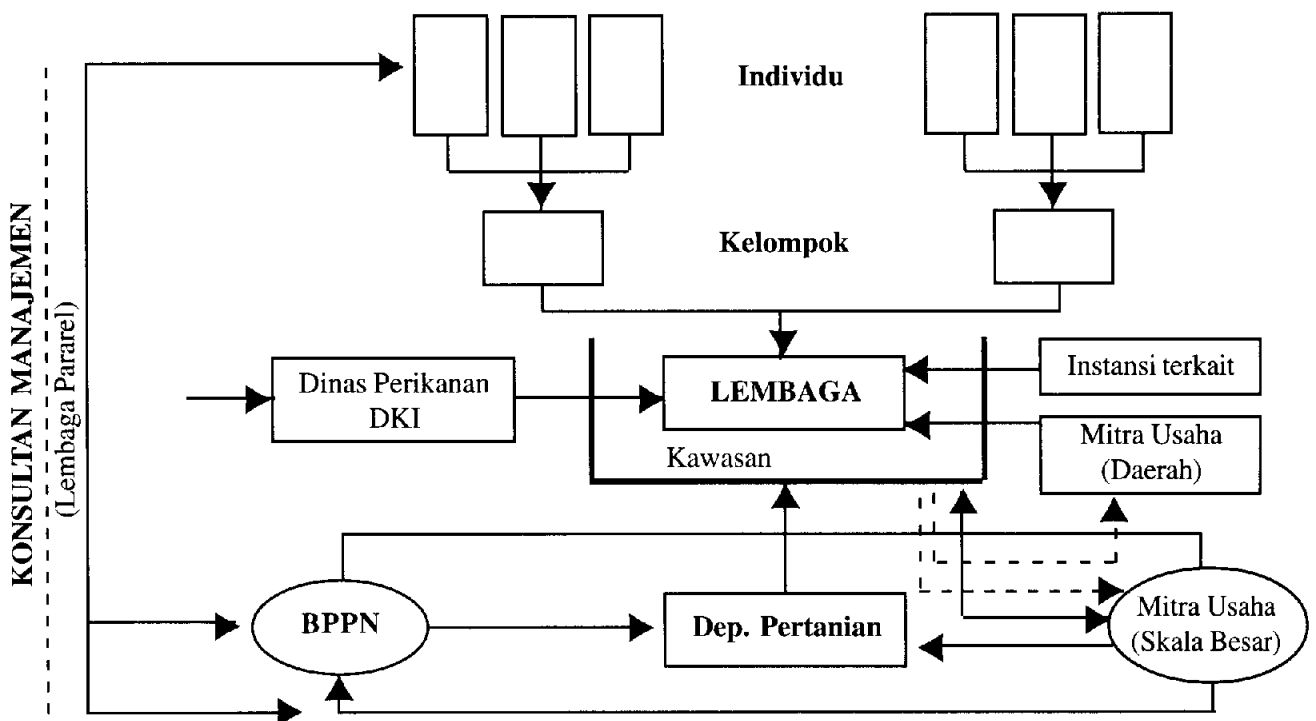 KONSULTAN MANAJEMEN
(Lembaga Pararel)
Individu
Kelompok
Dinas Perikanan
DKI
LEMBAGA
Kawasan
Instansi terkait
Mitra Usaha
(Daerah)
BPPN
Dep. Pertanian
Mitra Usaha
(Skala Besar)